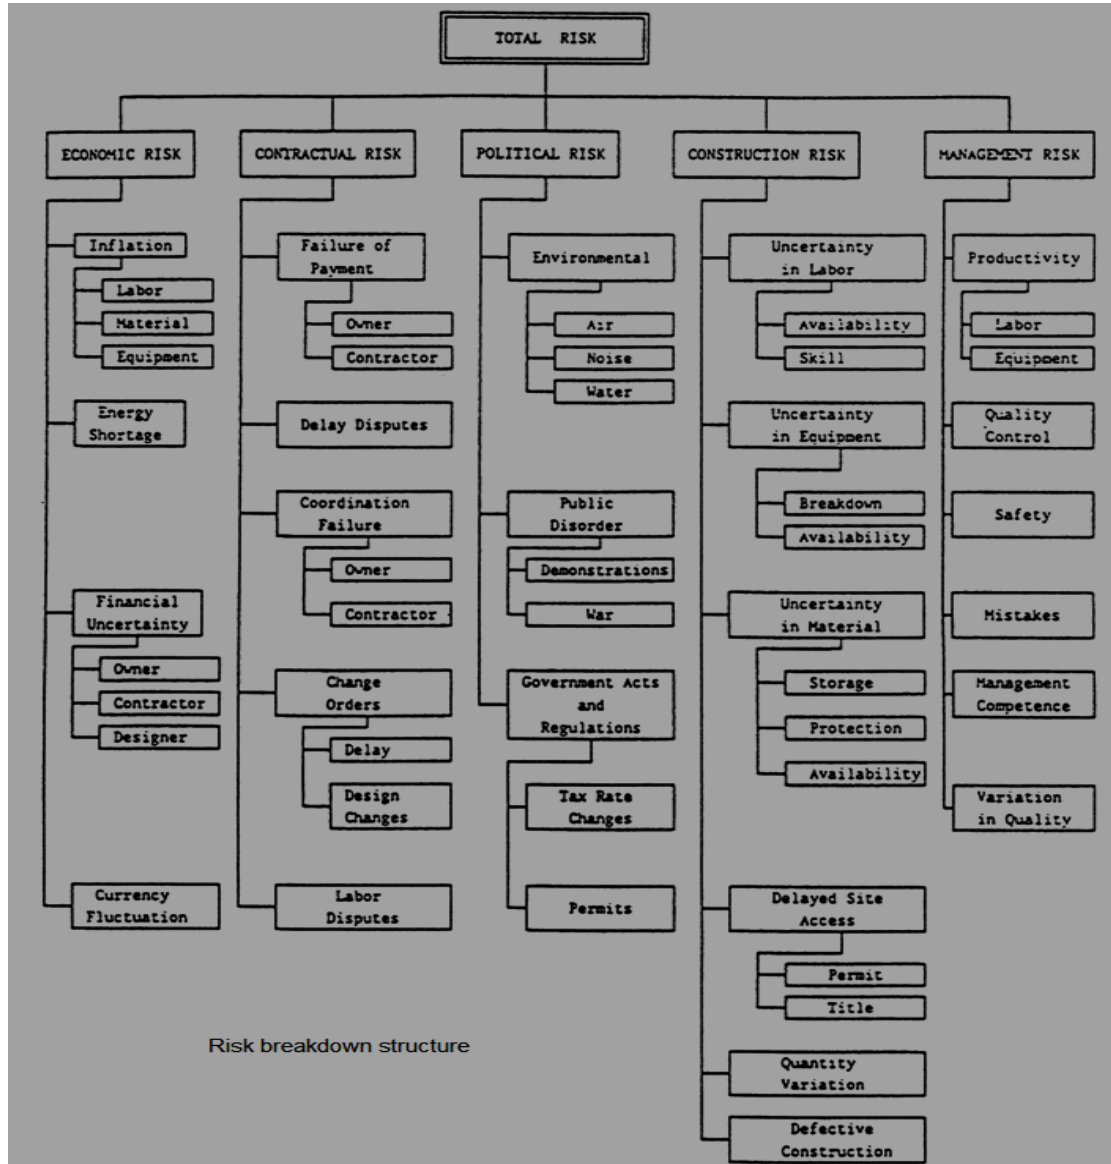 TOTAL RISK
ECONOMIC RISK
Inflation
Labor
Material
Equipment
Energy
Shortage
Financial
Uncertainty
Owner
Contractor
Designer
Currency
Fluctuation
CONTRACTUAL RISK
Failure of
Payment
Owner
Contractor
Delay Disputes
Coordination
Failure
Owner
Contractor
Change
Orders
Delay
Design
Changes
Labor
Disputes
POLITICAL RISK
Environmental
Air
Noise
Water
Public
Disorder
Demonstrations
War
Government Acts
and
Regulations
Tax Rate
Changes
Permits
CONSTRUCTION RISK
Uncertainty
in Labor
Availability
Skill
Uncertainty
in Equipment
Breakdown
Availability
Uncertainty
in Material
Storage
Protection
Availability
Delayed Site
Access
Permit
Title
Quantity
Variation
Defective
Construction
MANAGEMENT RISK
Productivity
Labor
Equipment
Quality
Control
Safety
Mistakes
Management
Competence
Variation
in Quality
Risk breakdown structure